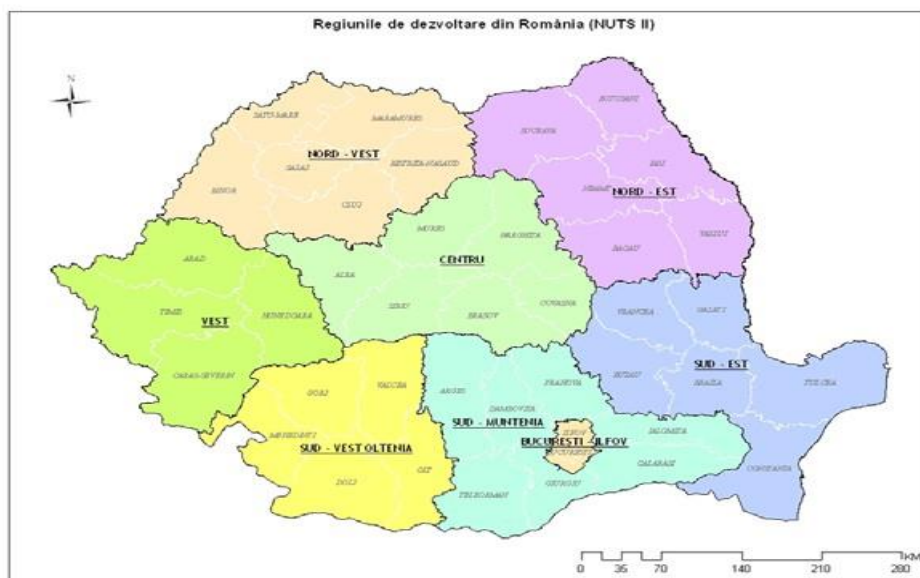 Regiunile de dezvoltare din România (NUTS II)
N
SATU-MARE
MARAMURES
BOTOSANI
SUCEAVA
NORD - VEST
SALAJ
BISTRITA-NASAUD
IASI
BIHOR
CLUJ
NEAMT
NORD - EST
MURES
HARGHITA
BACAU
VASLUI
ARAD
CENTRU
ALBA
TIMIS
VEST
HUNEDOARA
SIBIU
BRASOV
COVASNA
VRANCEA
GALATI
CARAS-SEVERIN
SUD - EST
GORJ
VALCEA
ARGES
PRAHOVA
BUZAU
BRAILA
TULCEA
DAMBOVITA
MEHEDINTI
SUD - MUNTENIA
ILFOV
IALOMITA
SUD - VEST OLTENIA
BUCURESTI - ILFOV
BUCURESTI
OLT
CALARASI
CONSTANTA
DOLJ
TELEORMAN
GIURGIU
KM
0 35 70 140 210 280